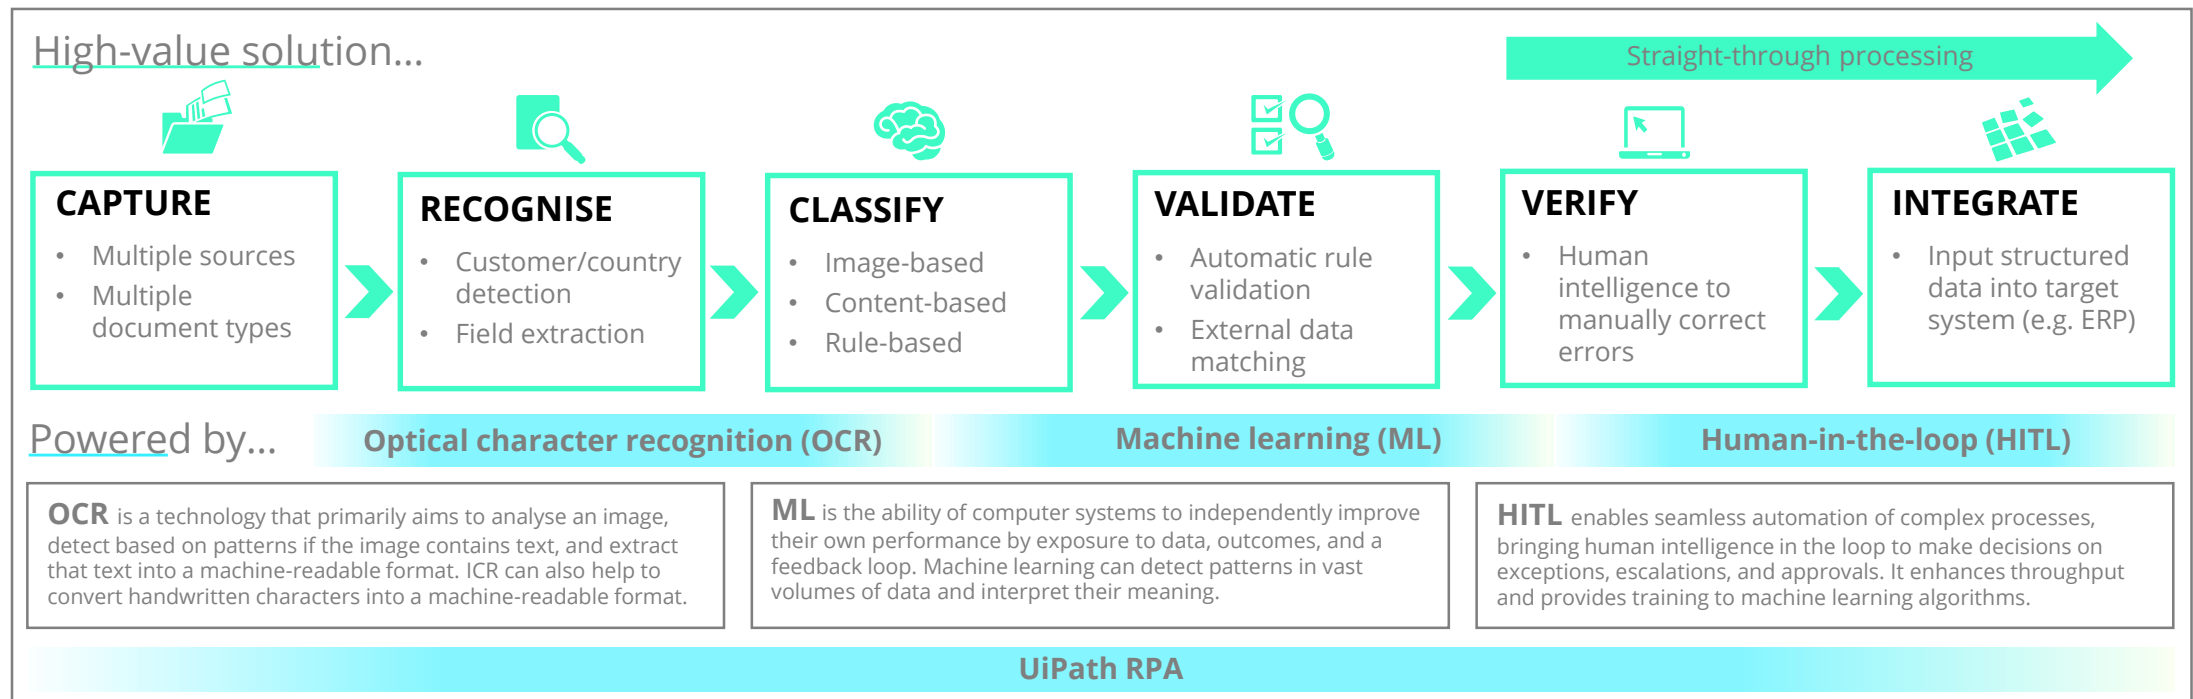 High-value solution...
Straight-through processing
CAPTURE
• Multiple sources
• Multiple
document types
RECOGNISE
• Customer/country
detection
• Field extraction
CLASSIFY
• Image-based
• Content-based
• Rule-based
VALIDATE
• Automatic rule
validation
• External data
matching
VERIFY
• Human
intelligence to
manually correct
errors
INTEGRATE
• Input structured
data into target
system (e.g. ERP)
Powered by...
Optical character recognition (OCR)
Machine learning (ML)
Human-in-the-loop (HITL)
OCR is a technology that primarily aims to analyse an image,
detect based on patterns if the image contains text, and extract
that text into a machine-readable format. ICR can also help to
convert handwritten characters into a machine-readable format.
ML is the ability of computer systems to independently improve
their own performance by exposure to data, outcomes, and a
feedback loop. Machine learning can detect patterns in vast
volumes of data and interpret their meaning.
HITL enables seamless automation of complex processes,
bringing human intelligence in the loop to make decisions on
exceptions, escalations, and approvals. It enhances throughput
and provides training to machine learning algorithms.
UiPath RPA